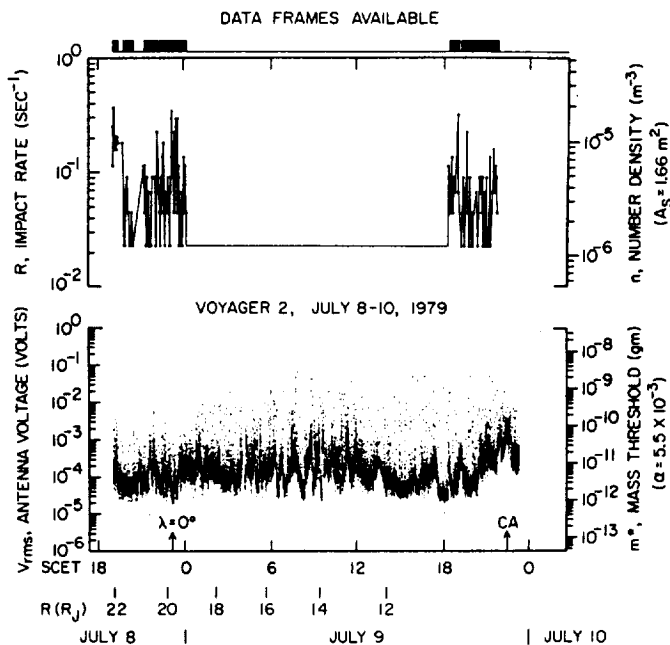 DATA FRAMES AVAILABLE
R, IMPACT RATE (SEC⁻¹)
10⁰
10⁻¹
10⁻²
10⁻⁵
10⁻⁶
n, NUMBER DENSITY (m⁻³)
(A_S = 1.66 m²)
VOYAGER 2, JULY 8-10, 1979
V_rms, ANTENNA VOLTAGE (VOLTS)
10⁰
10⁻¹
10⁻²
10⁻³
10⁻⁴
10⁻⁵
10⁻⁶
10⁻⁸
10⁻⁹
10⁻¹⁰
10⁻¹¹
10⁻¹²
10⁻¹³
m*, MASS THRESHOLD (gm)
(α = 5.5 X 10⁻³)
λ=0°
CA
SCET 18 0 6 12 18 0
R (R_J) 22 20 18 16 14 12
JULY 8 | JULY 9 | JULY 10